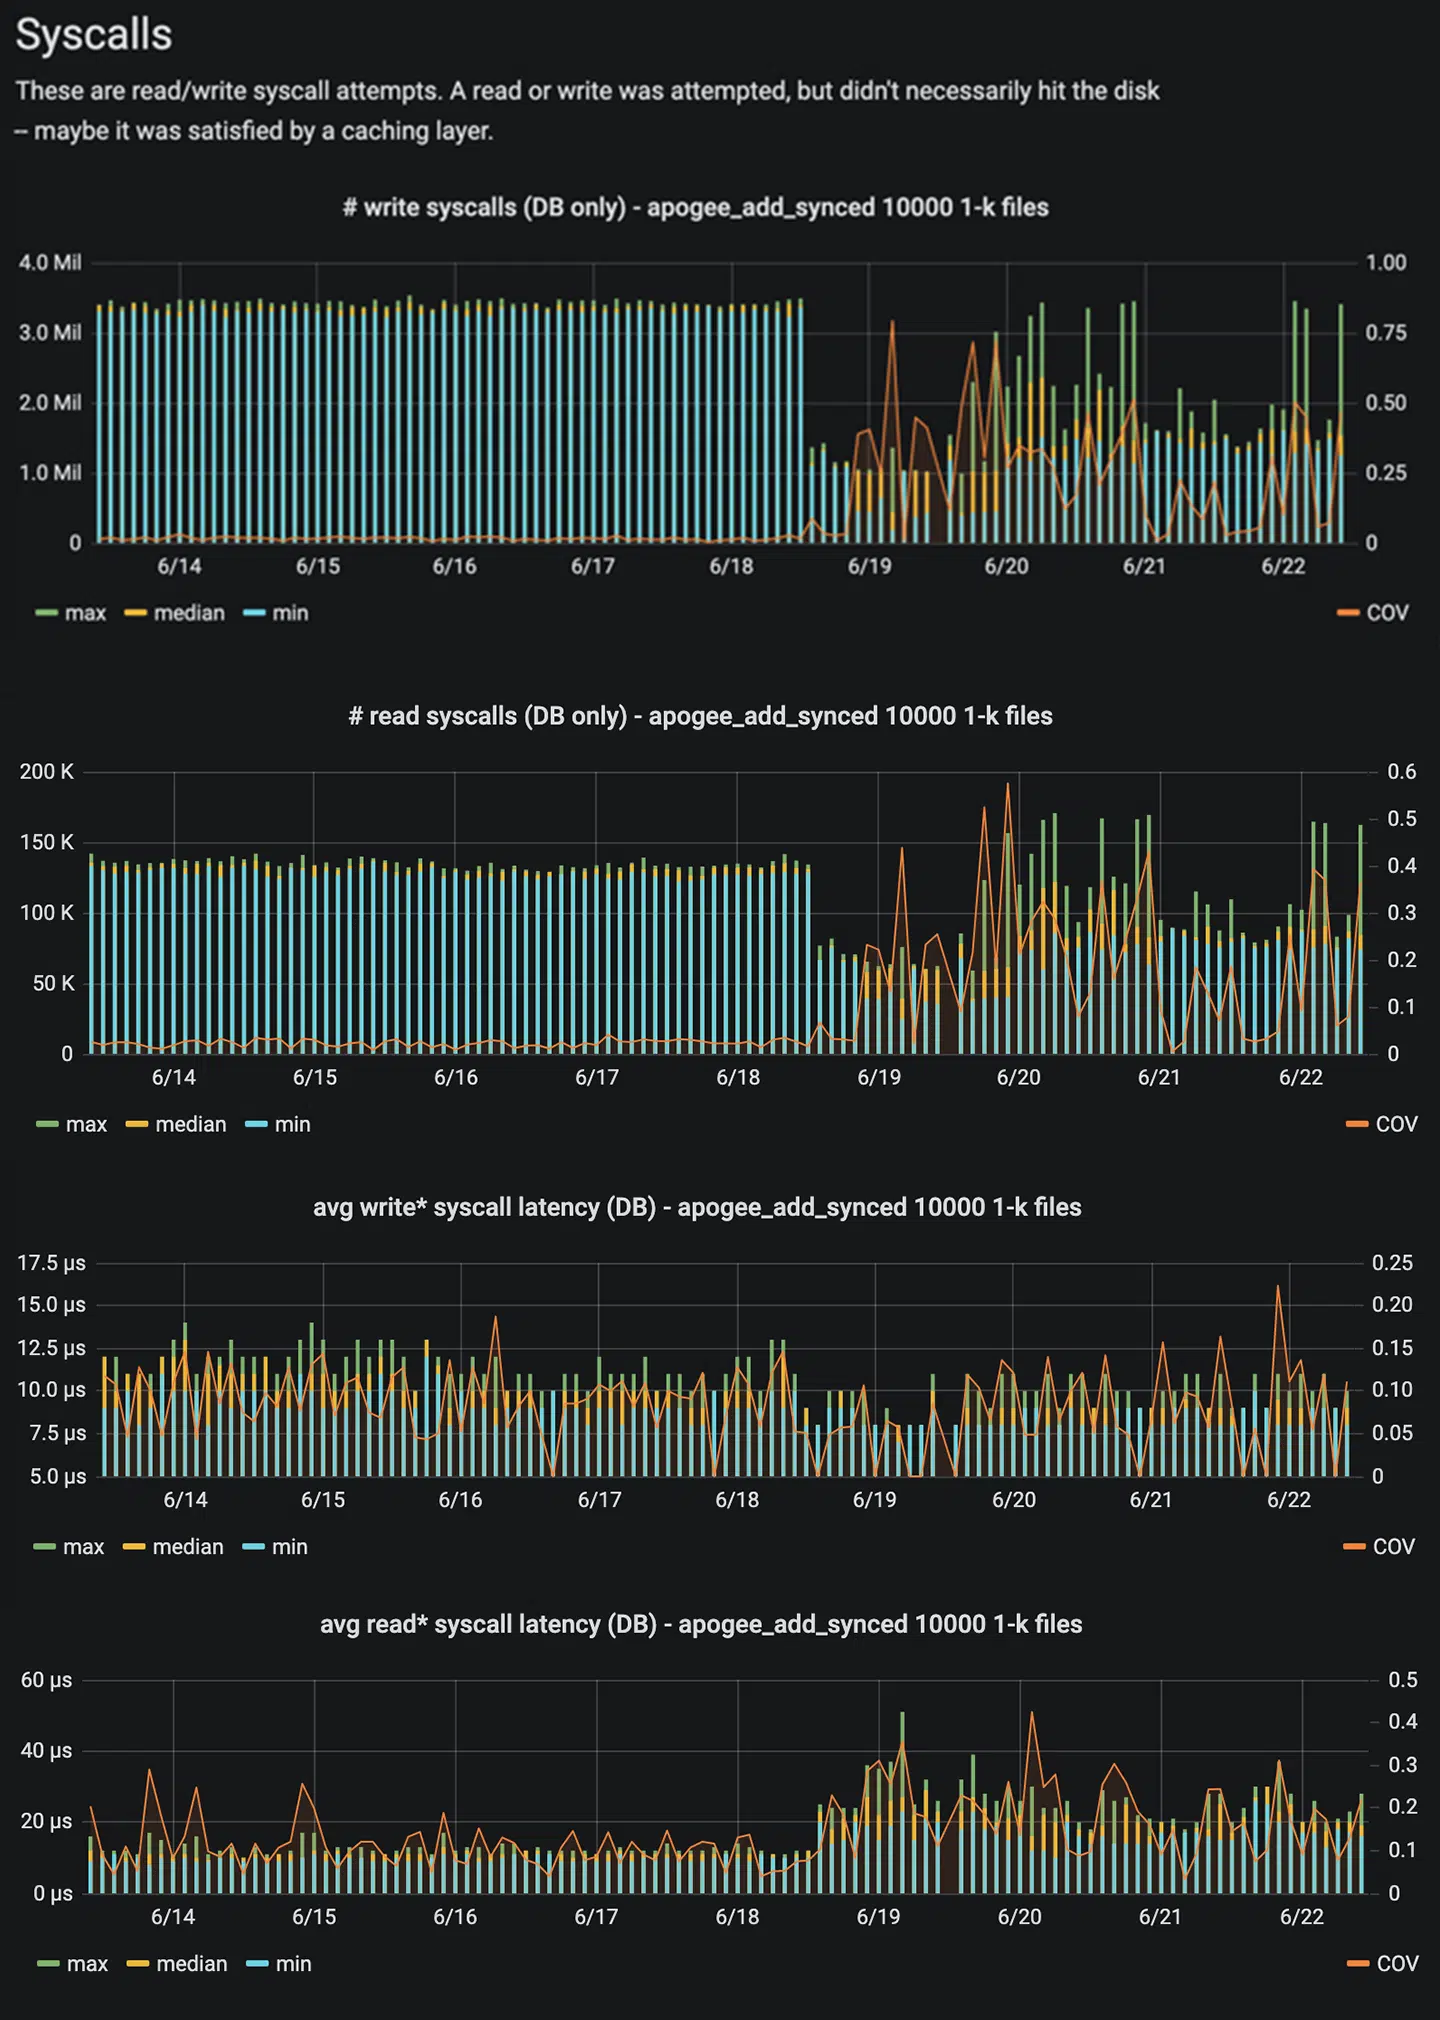 Syscalls
These are read/write syscall attempts. A read or write was attempted, but didn't necessarily hit the disk
-- maybe it was satisfied by a caching layer.
# write syscalls (DB only) - apogee_add_synced 10000 1-k files
4.0 Mil 1.00
3.0 Mil 0.75
2.0 Mil 0.50
1.0 Mil 0.25
0 0
6/14 6/15 6/16 6/17 6/18 6/19 6/20 6/21 6/22
max median min COV
# read syscalls (DB only) - apogee_add_synced 10000 1-k files
200 K 0.6
0.5
150 K
0.4
100 K 0.3
0.2
50 K
0.1
0 0
6/14 6/15 6/16 6/17 6/18 6/19 6/20 6/21 6/22
max median min COV
avg write* syscall latency (DB) - apogee_add_synced 10000 1-k files
17.5 µs 0.25
15.0 µs 0.20
12.5 µs 0.15
10.0 µs 0.10
7.5 µs 0.05
5.0 µs 0
6/14 6/15 6/16 6/17 6/18 6/19 6/20 6/21 6/22
max median min COV
avg read* syscall latency (DB) - apogee_add_synced 10000 1-k files
60 µs 0.5
0.4
40 µs
0.3
20 µs 0.2
0.1
0 µs 0
6/14 6/15 6/16 6/17 6/18 6/19 6/20 6/21 6/22
max median min COV